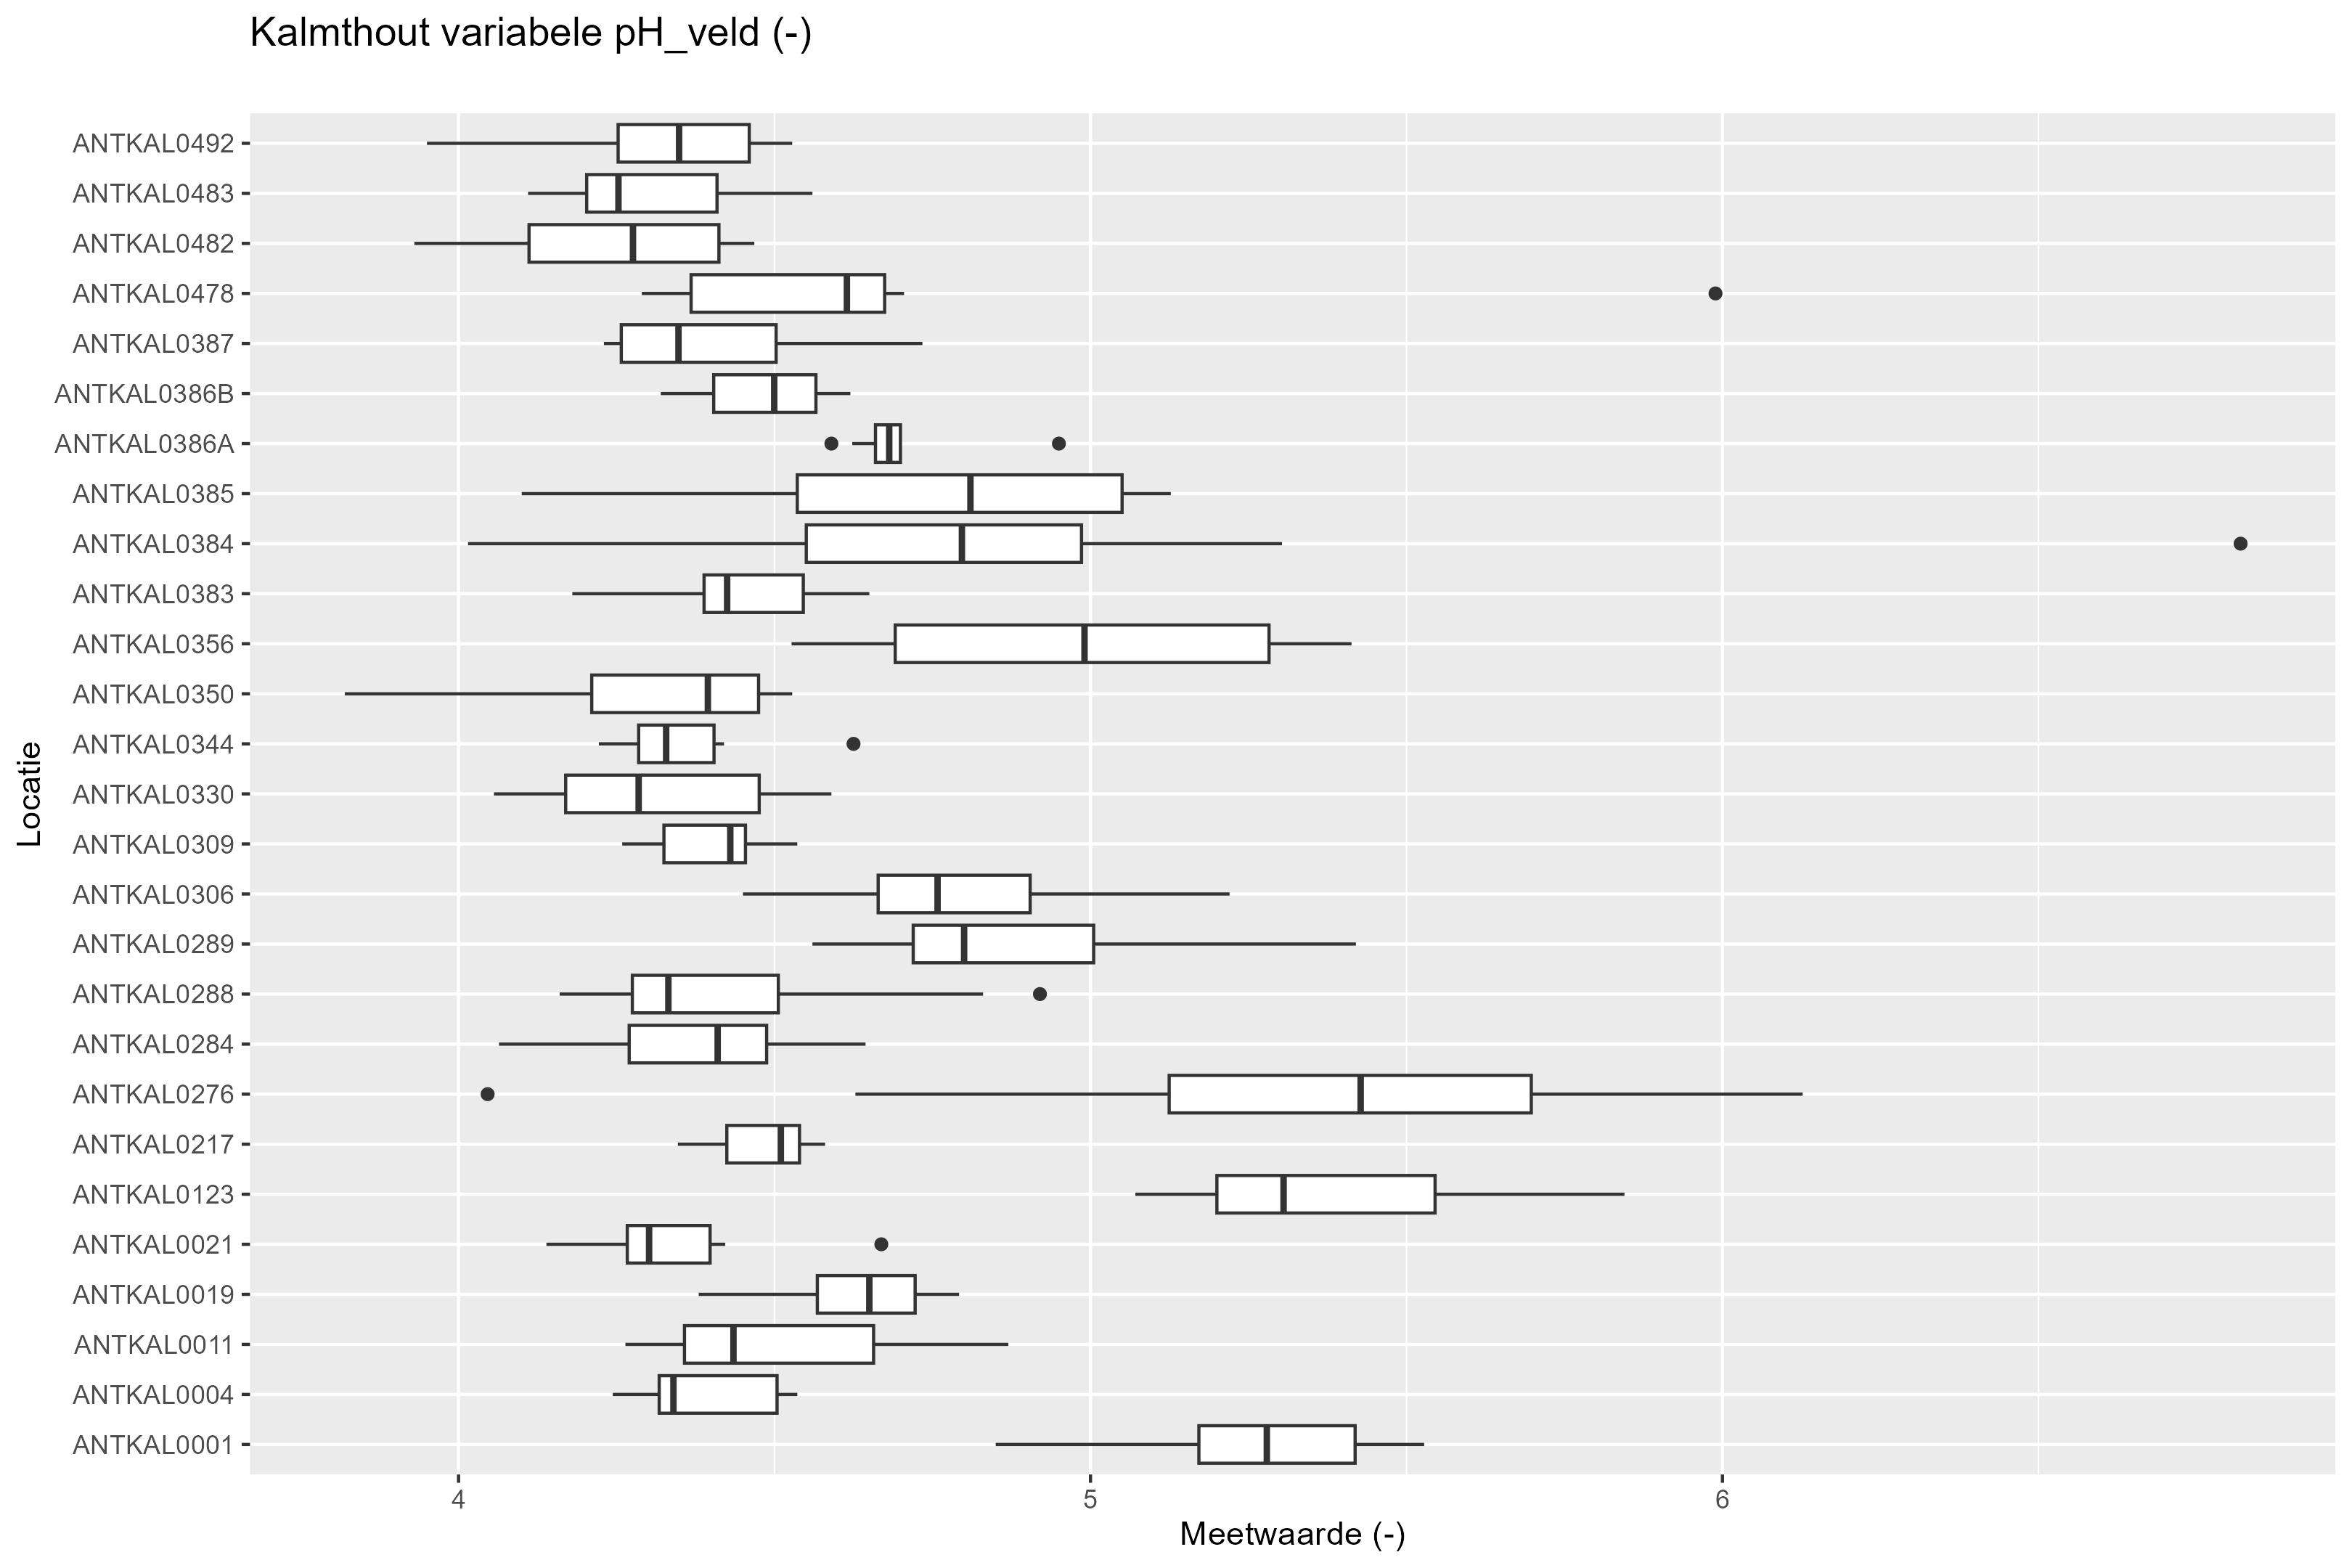 Kalmthout variabele pH_veld (-)
ANTKAL0492
ANTKAL0483
ANTKAL0482
ANTKAL0478
ANTKAL0387
ANTKAL0386B
ANTKAL0386A
ANTKAL0385
ANTKAL0384
ANTKAL0383
ANTKAL0356
ANTKAL0350
ANTKAL0344
ANTKAL0330
ANTKAL0309
ANTKAL0306
ANTKAL0289
ANTKAL0288
ANTKAL0284
ANTKAL0276
ANTKAL0217
ANTKAL0123
ANTKAL0021
ANTKAL0019
ANTKAL0011
ANTKAL0004
ANTKAL0001
Locatie
4 5 6
Meetwaarde (-)